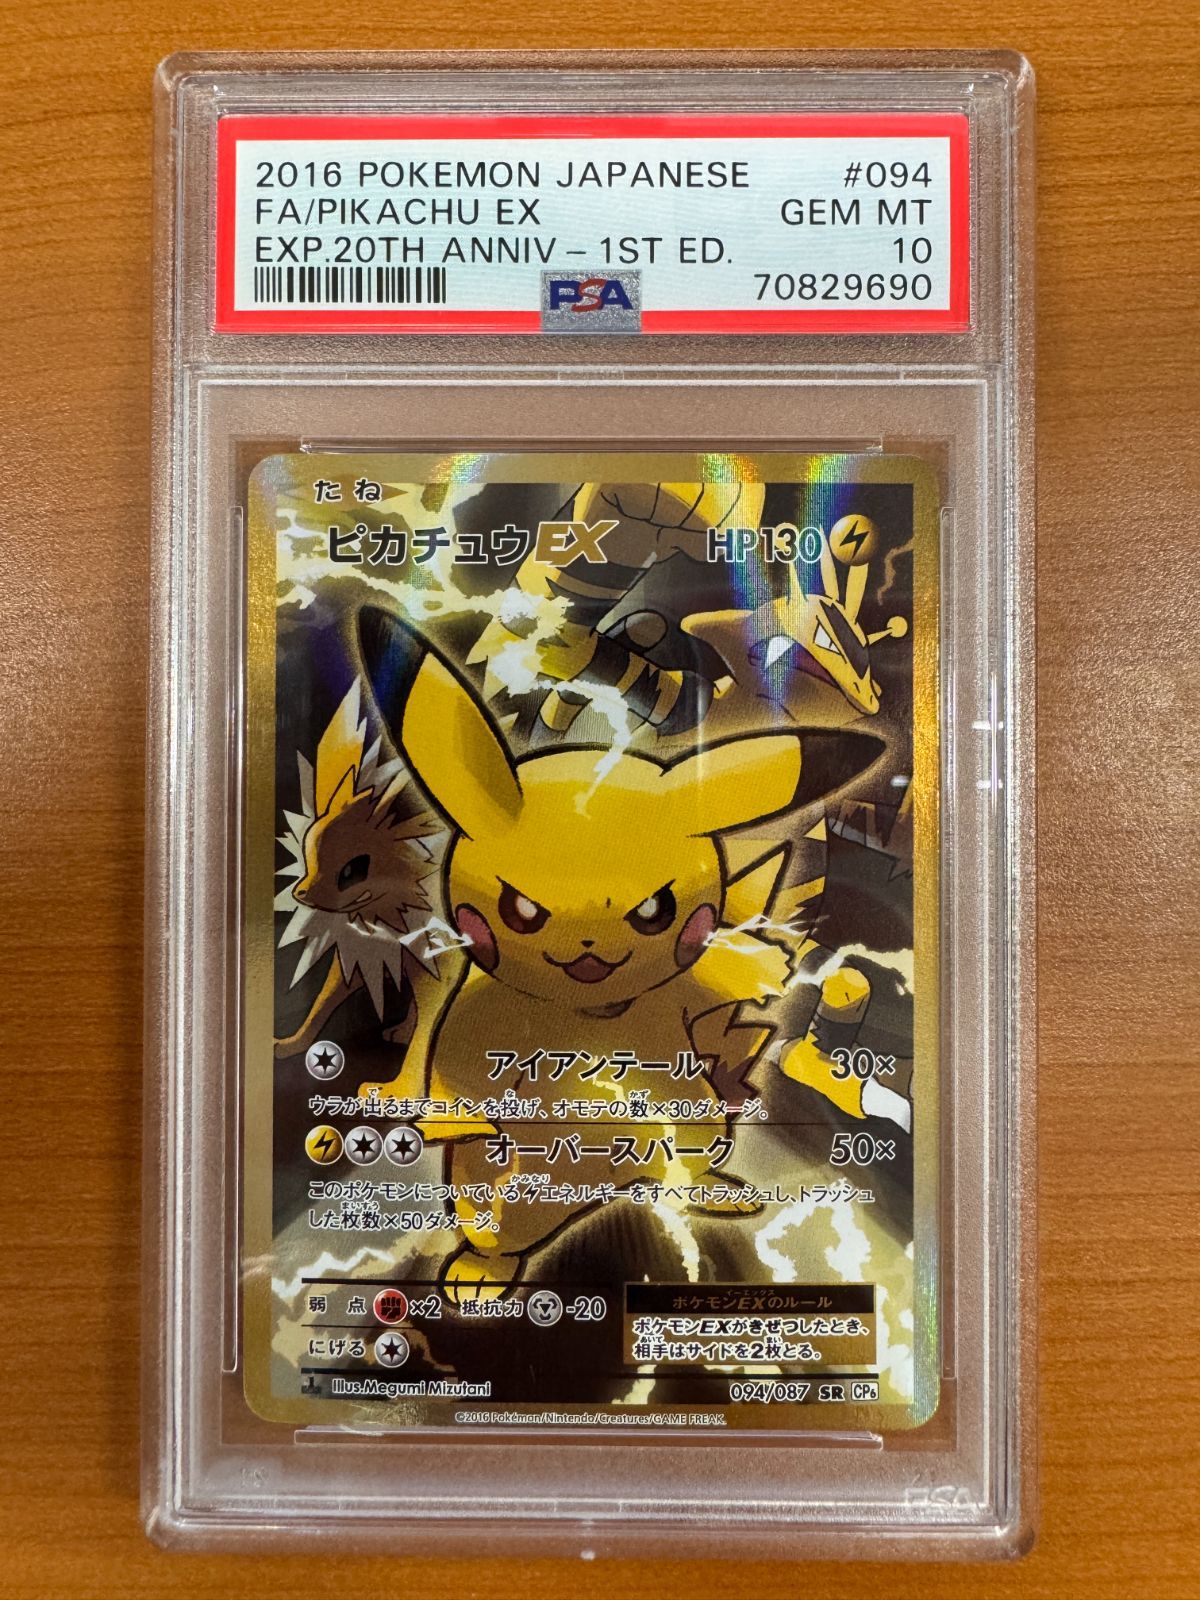 2016 POKEMON JAPANESE #094
FA/PIKACHU EX GEM MT
EXP.20TH ANNIV - 1ST ED. 10
PSA 70829690
たね
ピカチュウEX HP130
アイアンテール 30×
ウラが出るまでコインを投げ、オモテの数×30ダメージ。
オーバースパーク 50×
このポケモンについているエネルギーをすべてトラッシュし、トラッシュ
した枚数×50ダメージ。
弱点 ×2 抵抗力 -20
にげる
ポケモンEXのルール
ポケモンEXがきぜつしたとき、
相手はサイドを2枚とる。
Illus.Megumi Mizutani 094/087 SR CP6
©2016 Pokémon/Nintendo/Creatures/GAME FREAK.
PSA